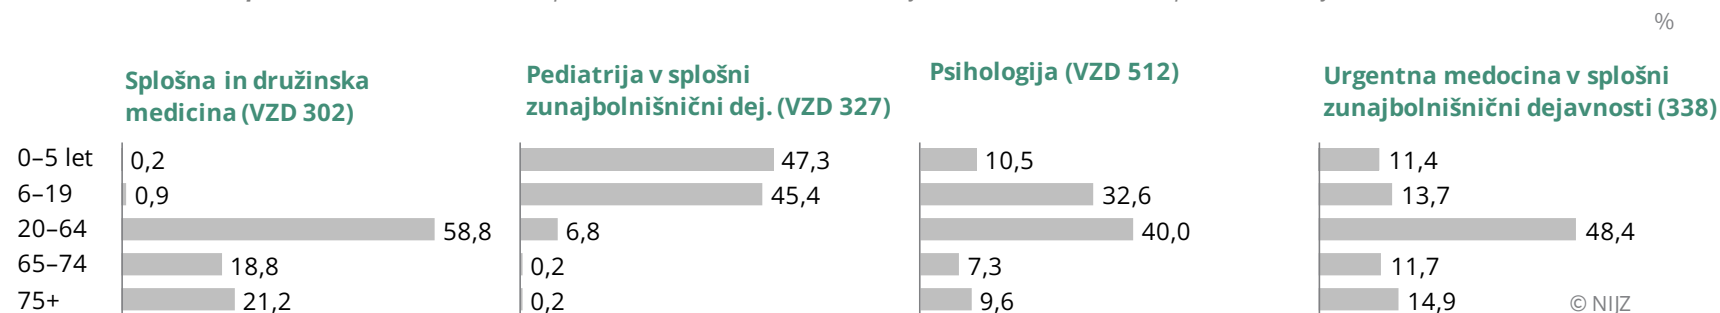 %
Splošna in družinska
medicina (VZD 302)
Pediatrija v splošni
zunajbolnišnični dej. (VZD 327)
Psihologija (VZD 512)
Urgentna medocina v splošni
zunajbolnišnični dejavnosti (338)
0–5 let 0,2 47,3 10,5 11,4
6–19 0,9 45,4 32,6 13,7
20–64 58,8 6,8 40,0 48,4
65–74 18,8 0,2 7,3 11,7
75+ 21,2 0,2 9,6 14,9
© NIJZ